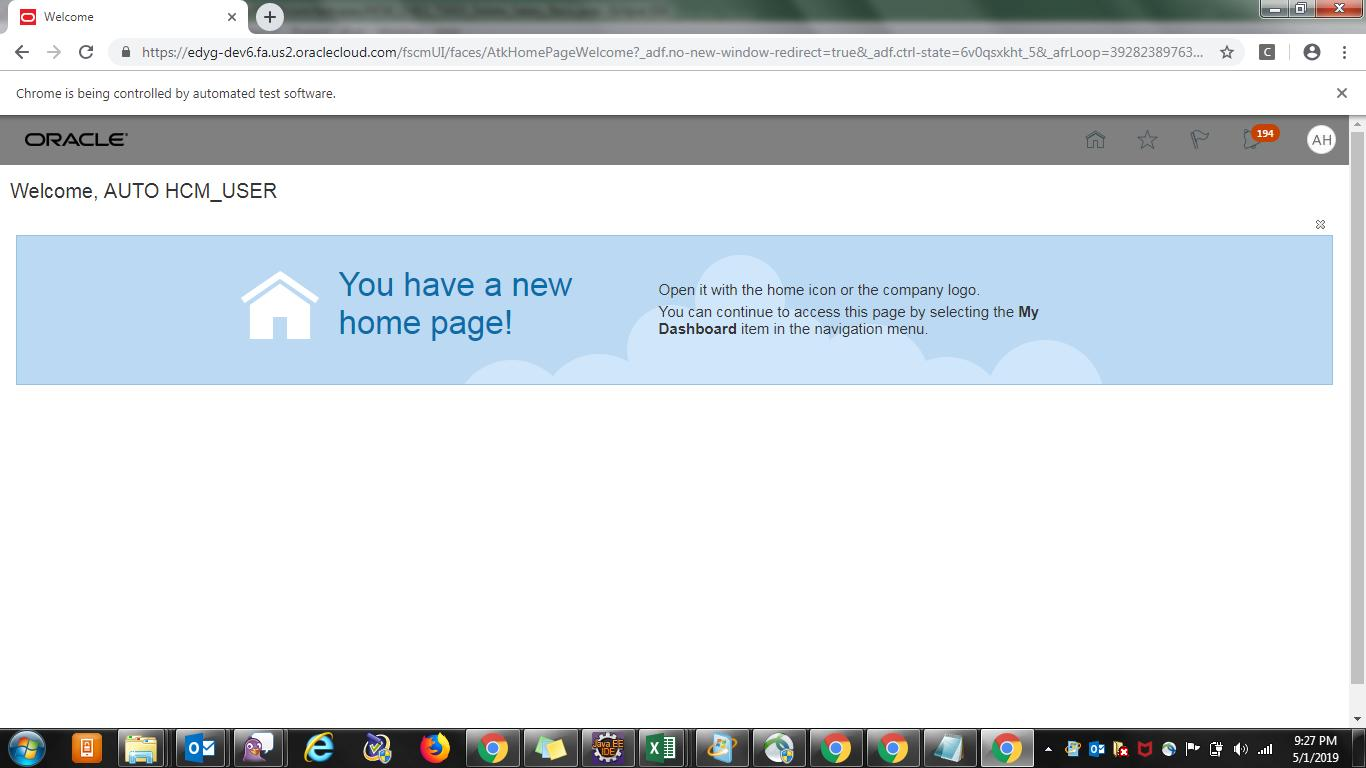 Welcome
https://edyg-dev6.fa.us2.oraclecloud.com/fscmUI/faces/AtkHomePageWelcome?_adf.no-new-window-redirect=true&_adf.ctrl-state=6v0qsxkht_5&_afrLoop=39282389763...
C
Chrome is being controlled by automated test software.
ORACLE
194
AH
Welcome, AUTO HCM_USER
You have a new
home page!
Open it with the home icon or the company logo.
You can continue to access this page by selecting the My
Dashboard item in the navigation menu.
Java EE
IDE
9:27 PM
5/1/2019